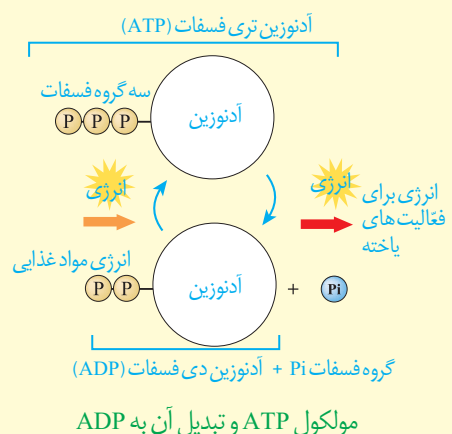 آدنوزین تری فسفات (ATP)
سه گروه فسفات
P P P
آدنوزین
انرژی
انرژی
انرژی برای
فعّالیت‌های
یاخته
انرژی مواد غذایی
P P
آدنوزین
+
Pi
گروه فسفات Pi + آدنوزین دی فسفات (ADP)
مولکول ATP و تبدیل آن به ADP